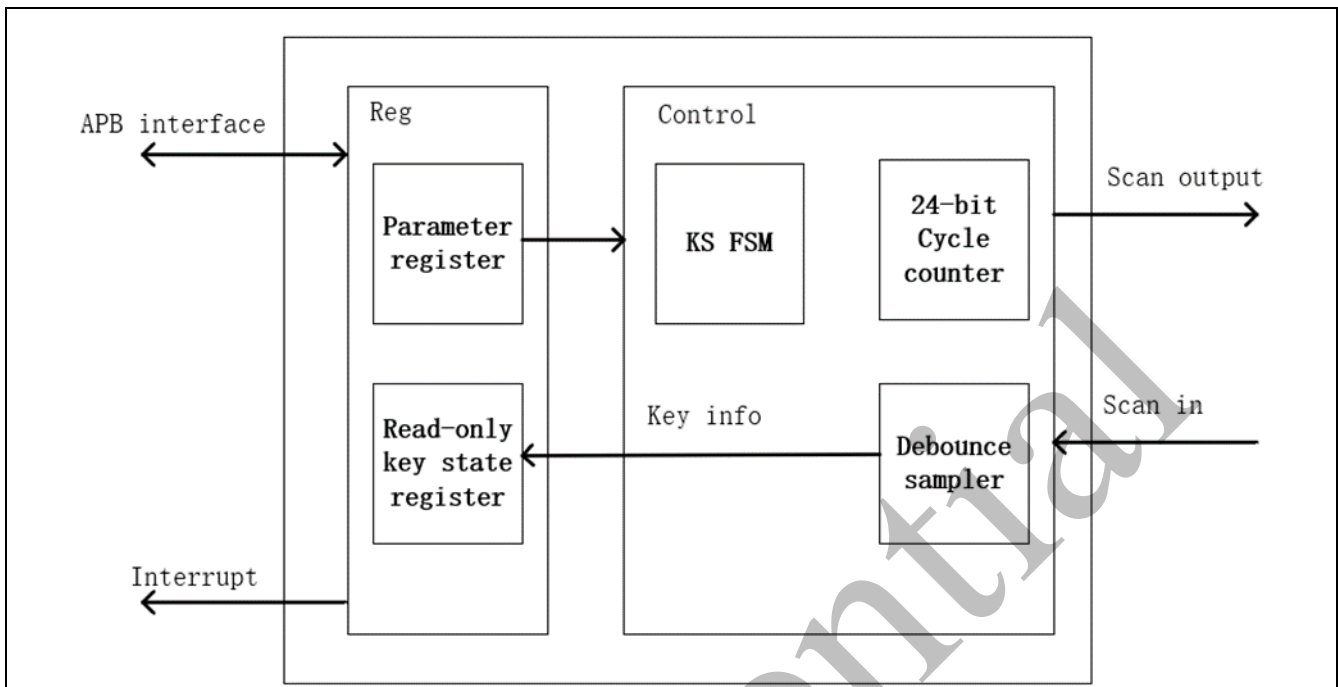 APB interface
Reg
Control
Parameter
register
KS FSM
24-bit
Cycle
counter
Scan output
Read-only
key state
register
Key info
Debounce
sampler
Scan in
Interrupt
ntial